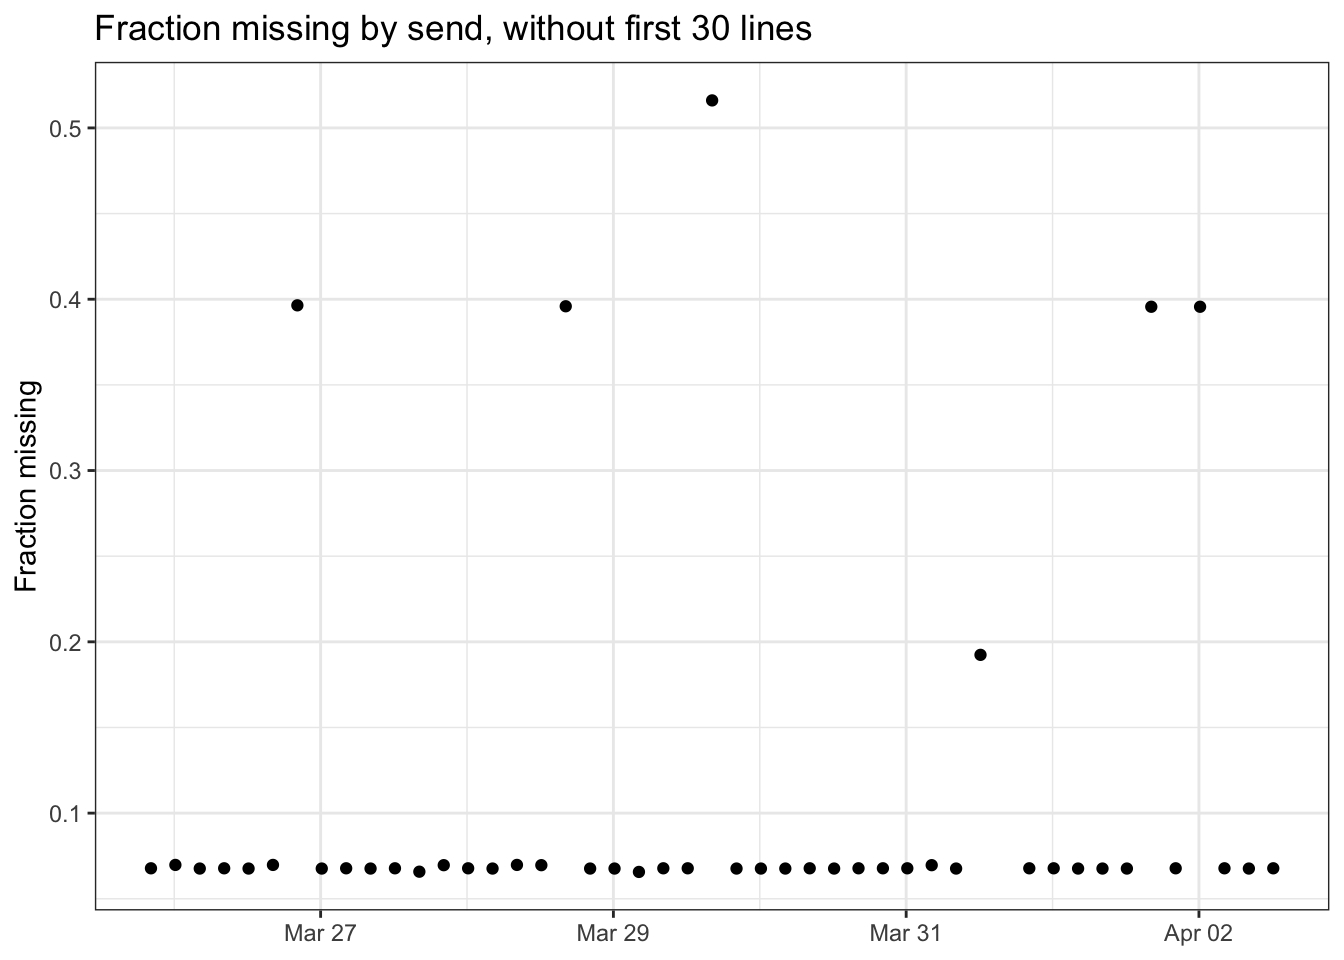 Fraction missing by send, without first 30 lines
Fraction missing
0.5
0.4
0.3
0.2
0.1
Mar 27
Mar 29
Mar 31
Apr 02